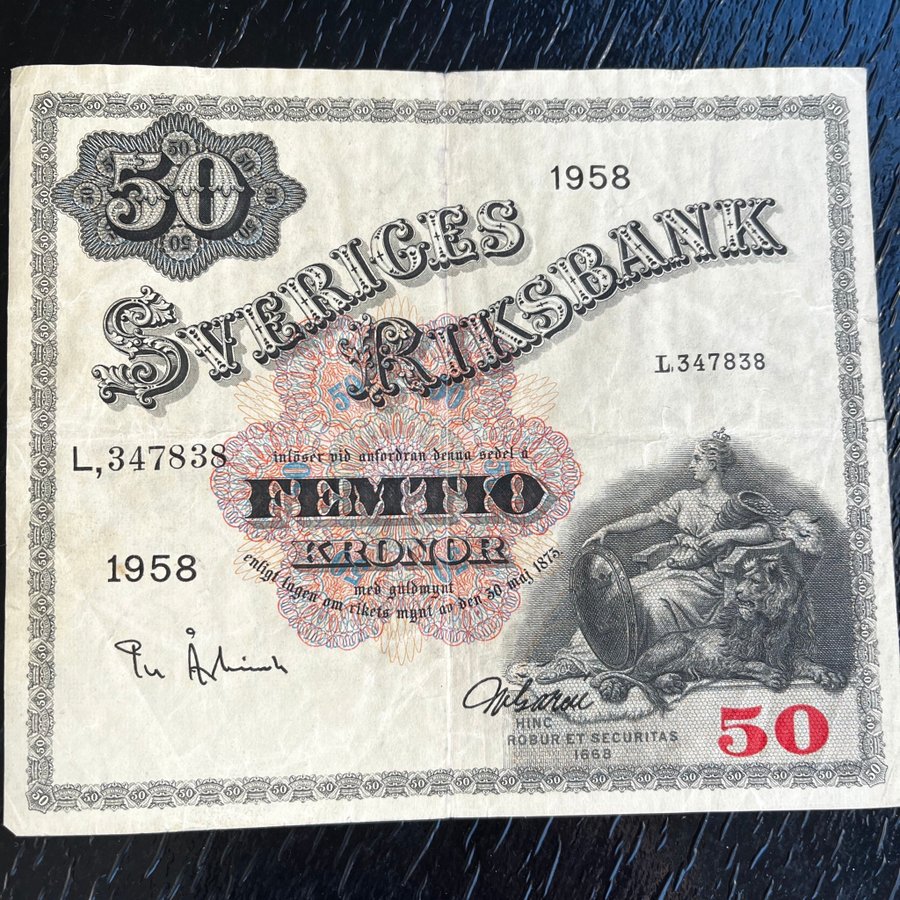 50
1958
SVERIGES
RIKSBANK
L.347838
L,347838
inlöser vid anfordran denna sedel å
FEMTIO
KRONOR
med guldmynt
enligt lagen om rikets mynt av den 30 maj 1873.
1958
HINC
ROBUR ET SECURITAS
1668
50